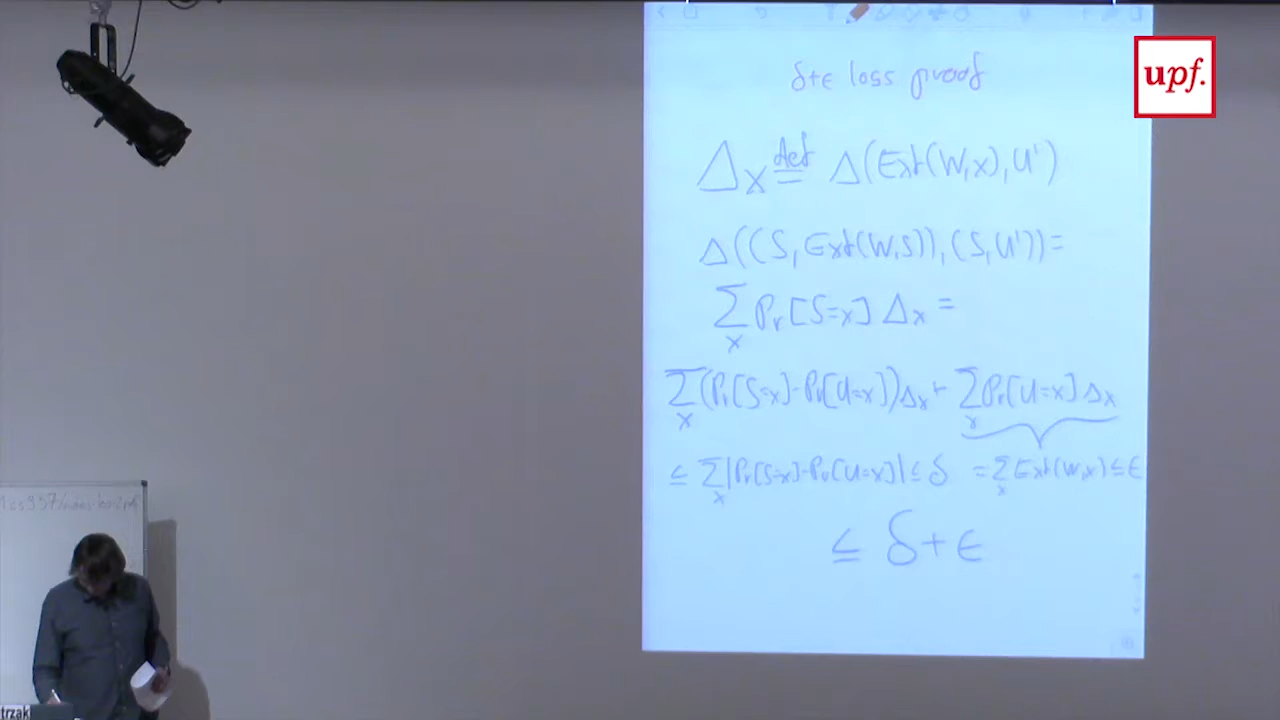 upf.
δ+ϵ loss proof
Δ_x ≝ Δ(Ext(W,x),U')
Δ((S,Ext(W,S)),(S,U'))=
∑_x Pr[S=x] Δ_x =
∑_x (Pr[S=x]-Pr[U=x])Δ_x + ∑_x Pr[U=x] Δ_x
≤ ∑_x |Pr[S=x]-Pr[U=x]| ≤ δ = ∑_x Ext(W,x) ≤ ϵ
≤ δ+ϵ
trzak